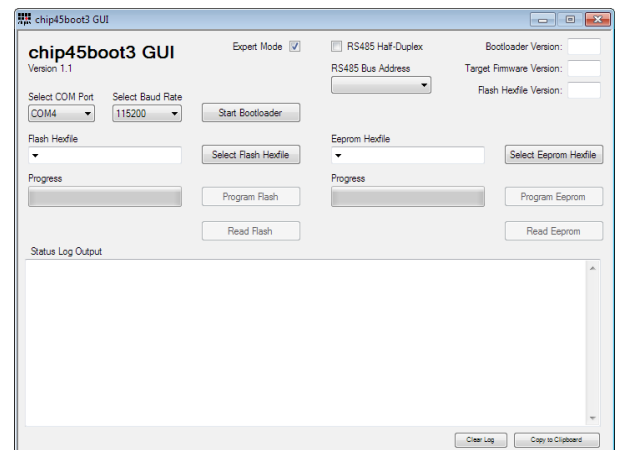 chip45boot3 GUI
chip45boot3 GUI
Version 1.1
Expert Mode
RS485 Half-Duplex
Bootloader Version:
RS485 Bus Address
Target Firmware Version:
Flash Hexfile Version:
Select COM Port
Select Baud Rate
COM4
115200
Start Bootloader
Flash Hexfile
Eeprom Hexfile
Select Flash Hexfile
Select Eeprom Hexfile
Progress
Progress
Program Flash
Program Eeprom
Read Flash
Read Eeprom
Status Log Output
Clear Log
Copy to Clipboard